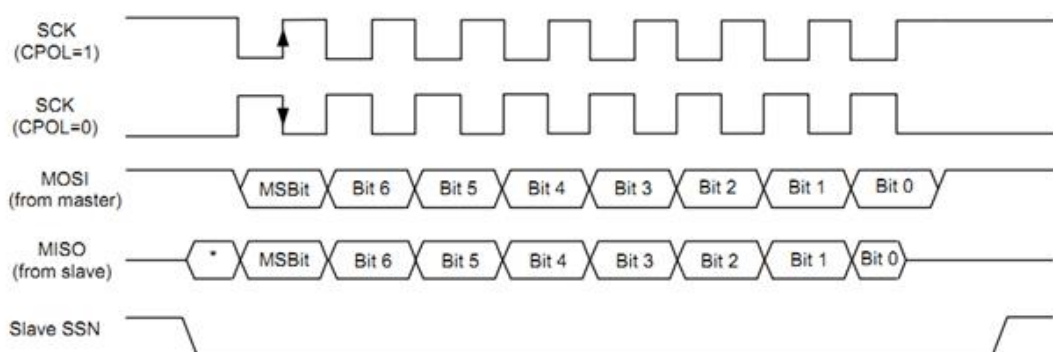 SCK
(CPOL=1)
SCK
(CPOL=0)
MOSI
(from master)
MSBit Bit 6 Bit 5 Bit 4 Bit 3 Bit 2 Bit 1 Bit 0
MISO
(from slave)
* MSBit Bit 6 Bit 5 Bit 4 Bit 3 Bit 2 Bit 1 Bit 0
Slave SSN